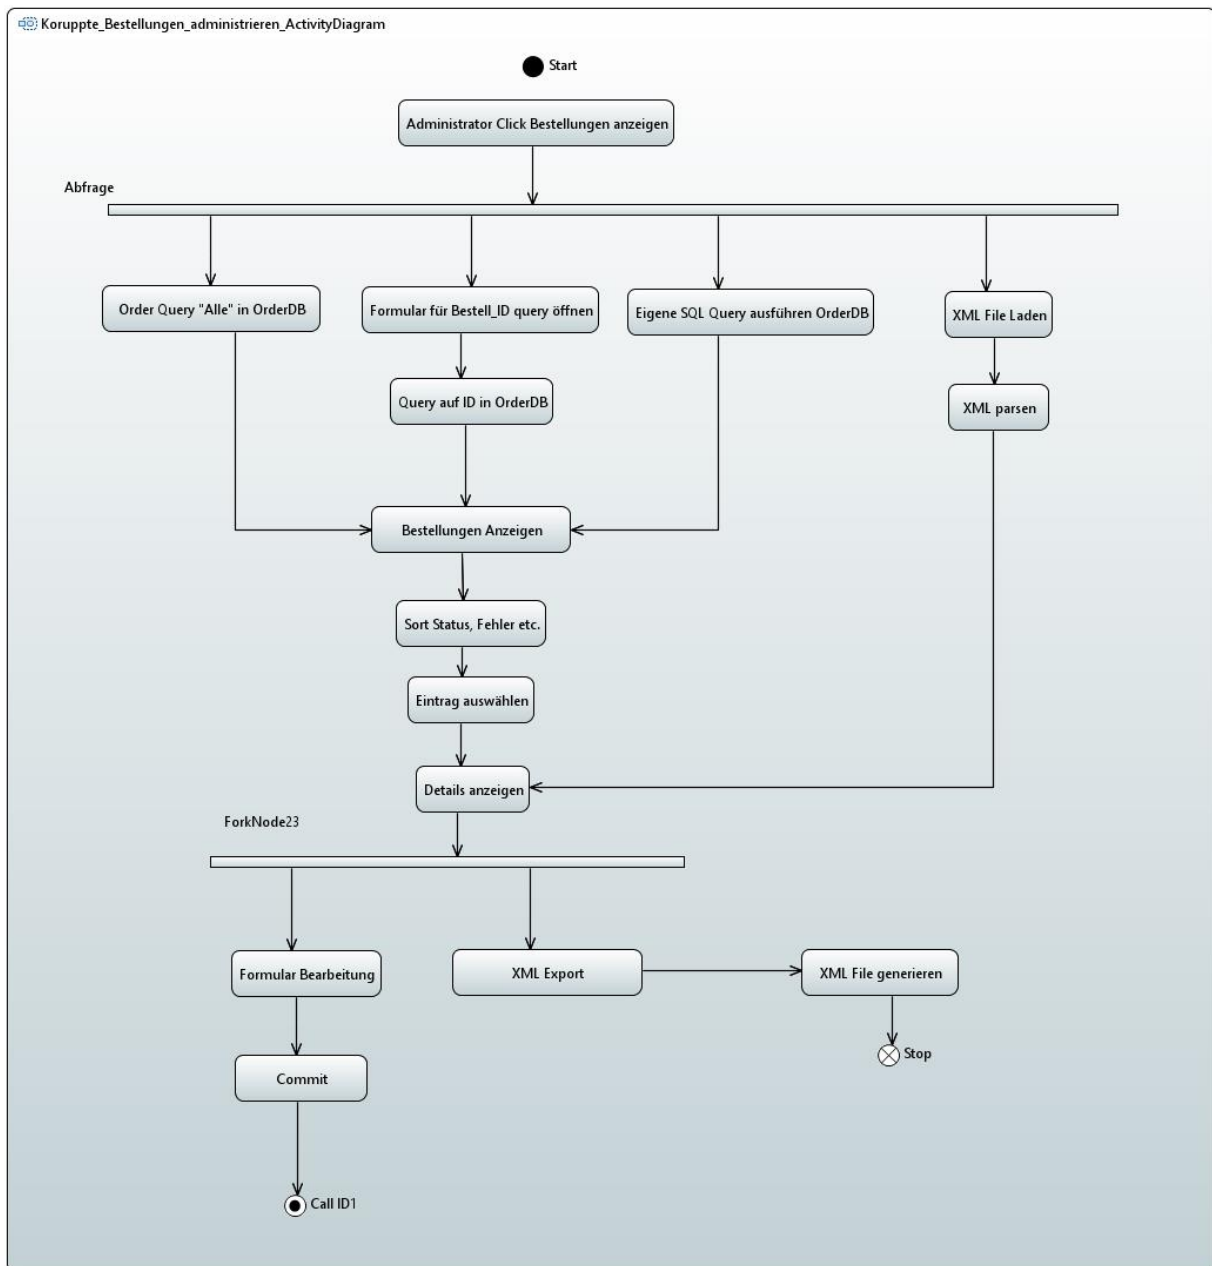 Koruppte_Bestellungen_administrieren_ActivityDiagram
Start
Administrator Click Bestellungen anzeigen
Abfrage
Order Query "Alle" in OrderDB
Formular für Bestell_ID query öffnen
Eigene SQL Query ausführen OrderDB
XML File Laden
Query auf ID in OrderDB
XML parsen
Bestellungen Anzeigen
Sort Status, Fehler etc.
Eintrag auswählen
Details anzeigen
ForkNode23
Formular Bearbeitung
XML Export
XML File generieren
Stop
Commit
Call ID1